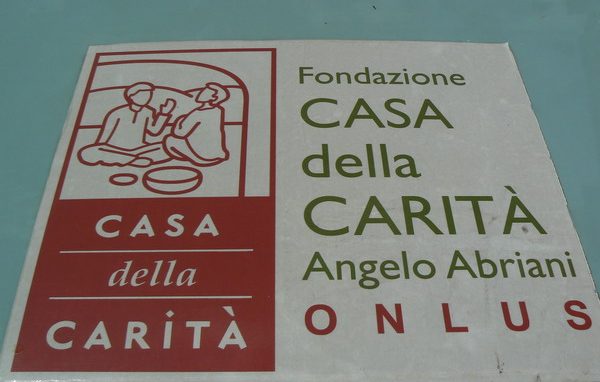 CASA
della
CARITÀ
Fondazione
CASA
della
CARITÀ
Angelo Abriani
ONLUS